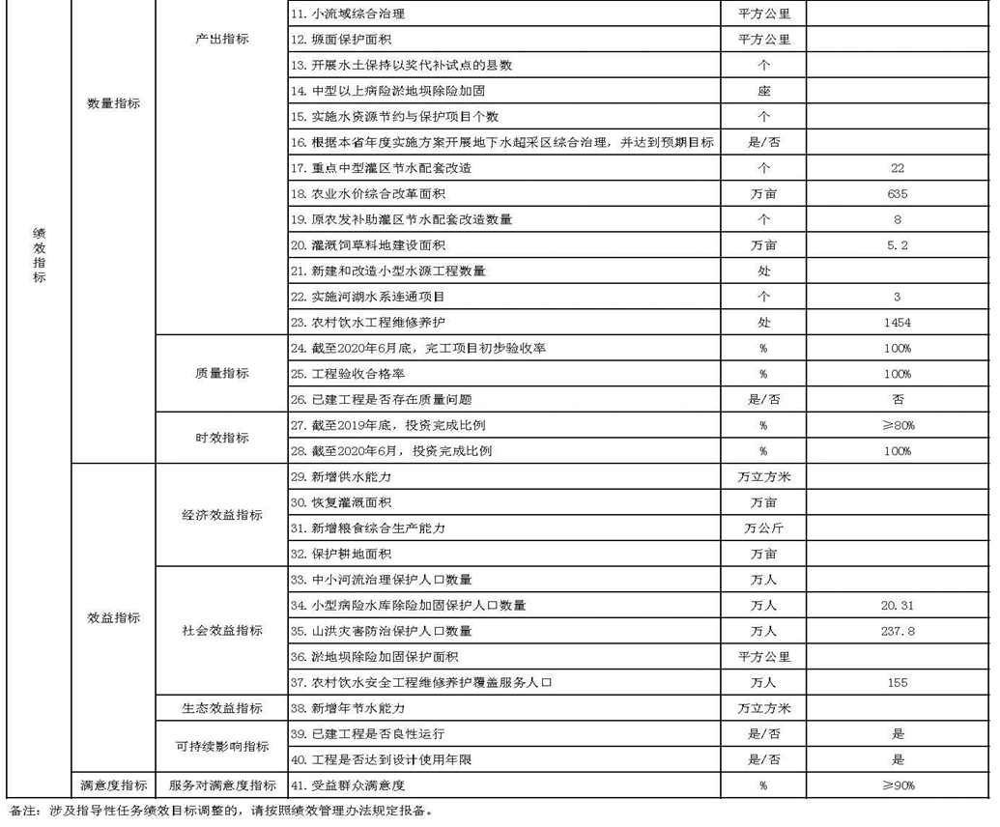 绩效指标
数量指标
产出指标
11. 小流域综合治理 平方公里
12. 塬面保护面积 平方公里
13. 开展水土保持以奖代补试点的县数 个
14. 中型以上病险淤地坝除险加固 座
15. 实施水资源节约与保护项目个数 个
16. 根据本省年度实施方案开展地下水超采区综合治理，并达到预期目标 是/否
17. 重点中型灌区节水配套改造 个 22
18. 农业水价综合改革面积 万亩 635
19. 原农发补助灌区节水配套改造数量 个 8
20. 灌溉饲草料地建设面积 万亩 5.2
21. 新建和改造小型水源工程数量 处
22. 实施河湖水系连通项目 个 3
23. 农村饮水工程维修养护 处 1454
质量指标
24. 截至2020年6月底，完工项目初步验收率 % 100%
25. 工程验收合格率 % 100%
26. 已建工程是否存在质量问题 是/否 否
时效指标
27. 截至2019年底，投资完成比例 % ≥80%
28. 截至2020年6月，投资完成比例 % 100%
效益指标
经济效益指标
29. 新增供水能力 万立方米
30. 恢复灌溉面积 万亩
31. 新增粮食综合生产能力 万公斤
32. 保护耕地面积 万亩
社会效益指标
33. 中小河流治理保护人口数量 万人
34. 小型病险水库除险加固保护人口数量 万人 20.31
35. 山洪灾害防治保护人口数量 万人 237.8
36. 淤地坝除险加固保护面积 平方公里
37. 农村饮水安全工程维修养护覆盖服务人口 万人 155
生态效益指标
38. 新增年节水能力 万立方米
可持续影响指标
39. 已建工程是否良性运行 是/否 是
40. 工程是否达到设计使用年限 是/否 是
满意度指标 服务对满意度指标 41. 受益群众满意度 % ≥90%
备注：涉及指导性任务绩效目标调整的，请按照绩效管理办法规定报备。